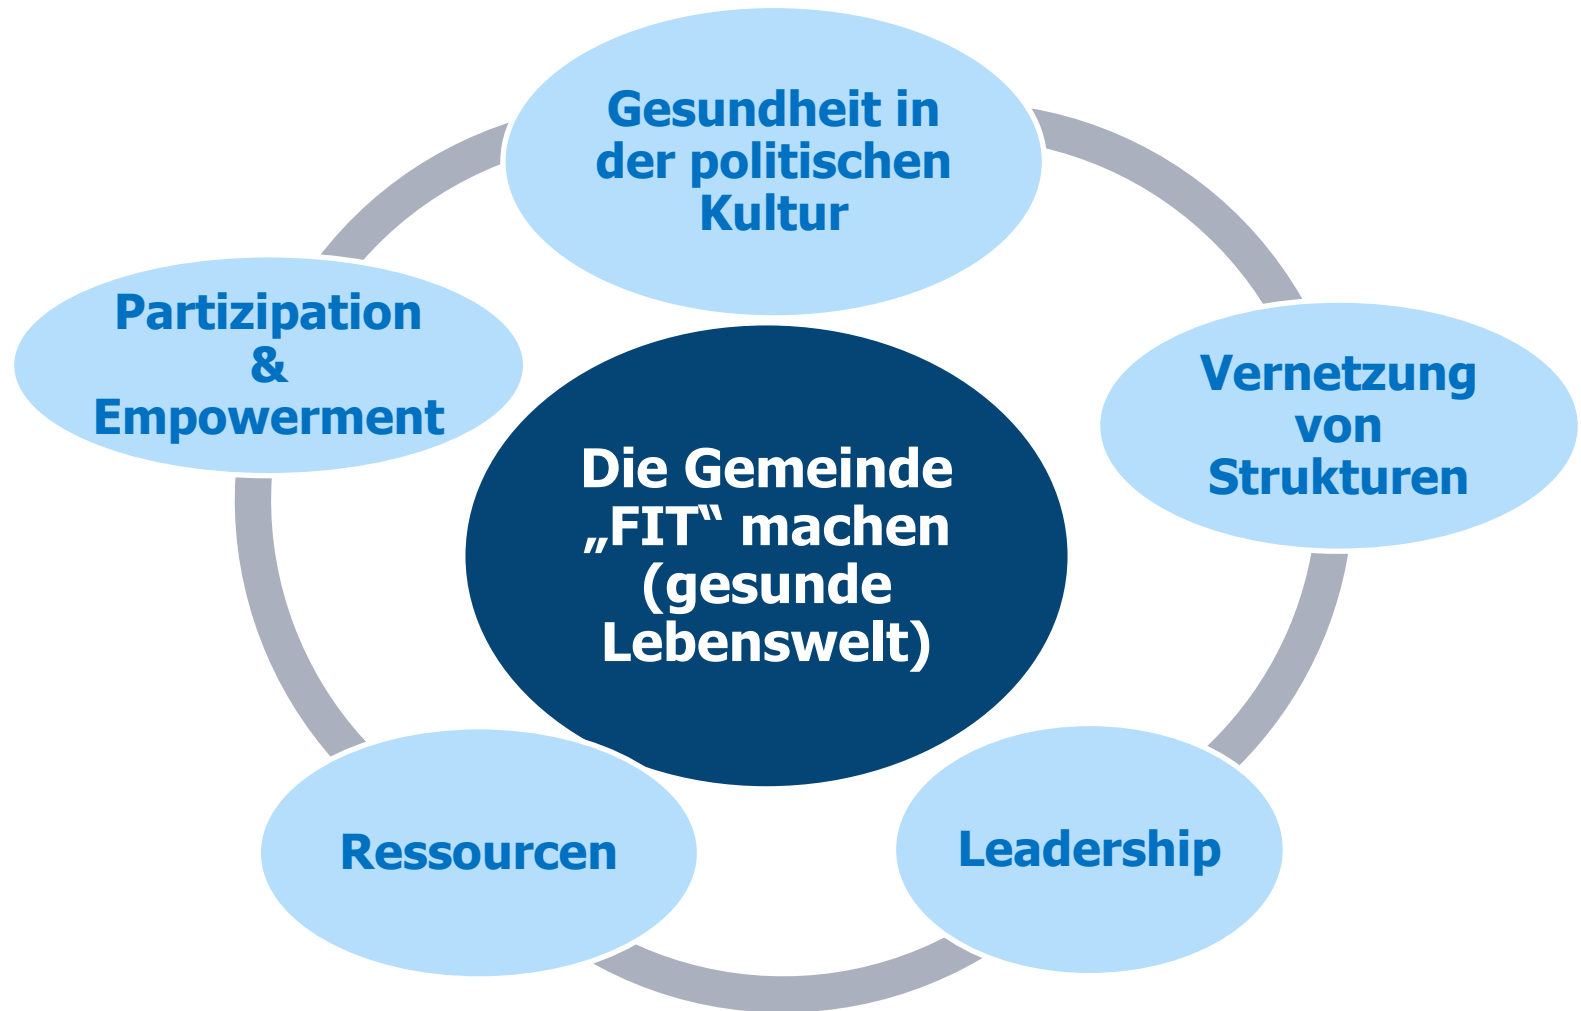 Gesundheit in
der politischen
Kultur
Partizipation
&
Empowerment
Vernetzung
von
Strukturen
Die Gemeinde
„FIT“ machen
(gesunde
Lebenswelt)
Ressourcen
Leadership